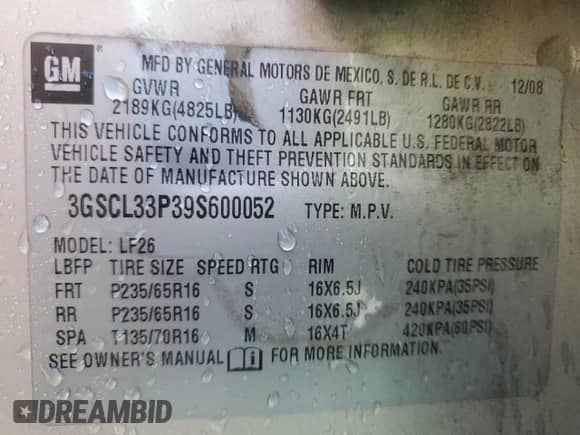 GM
MFD BY GENERAL MOTORS DE MEXICO, S. DE R.L. DE C.V. 12/08
GVWR GAWR FRT GAWR RR
2189KG(4825LB) 1130KG(2491LB) 1280KG(2822LB)
THIS VEHICLE CONFORMS TO ALL APPLICABLE U.S. FEDERAL MOTOR
VEHICLE SAFETY AND THEFT PREVENTION STANDARDS IN EFFECT ON
THE DATE OF MANUFACTURE SHOWN ABOVE.
3GSCL33P39S600052 TYPE: M.P.V.
MODEL: LF26
LBFP TIRE SIZE SPEED RTG RIM COLD TIRE PRESSURE
FRT P235/65R16 S 16X6.5J 240KPA(35PSI)
RR P235/65R16 S 16X6.5J 240KPA(35PSI)
SPA T135/70R16 M 16X4T 420KPA(60PSI)
SEE OWNER'S MANUAL FOR MORE INFORMATION.
DREAMBID